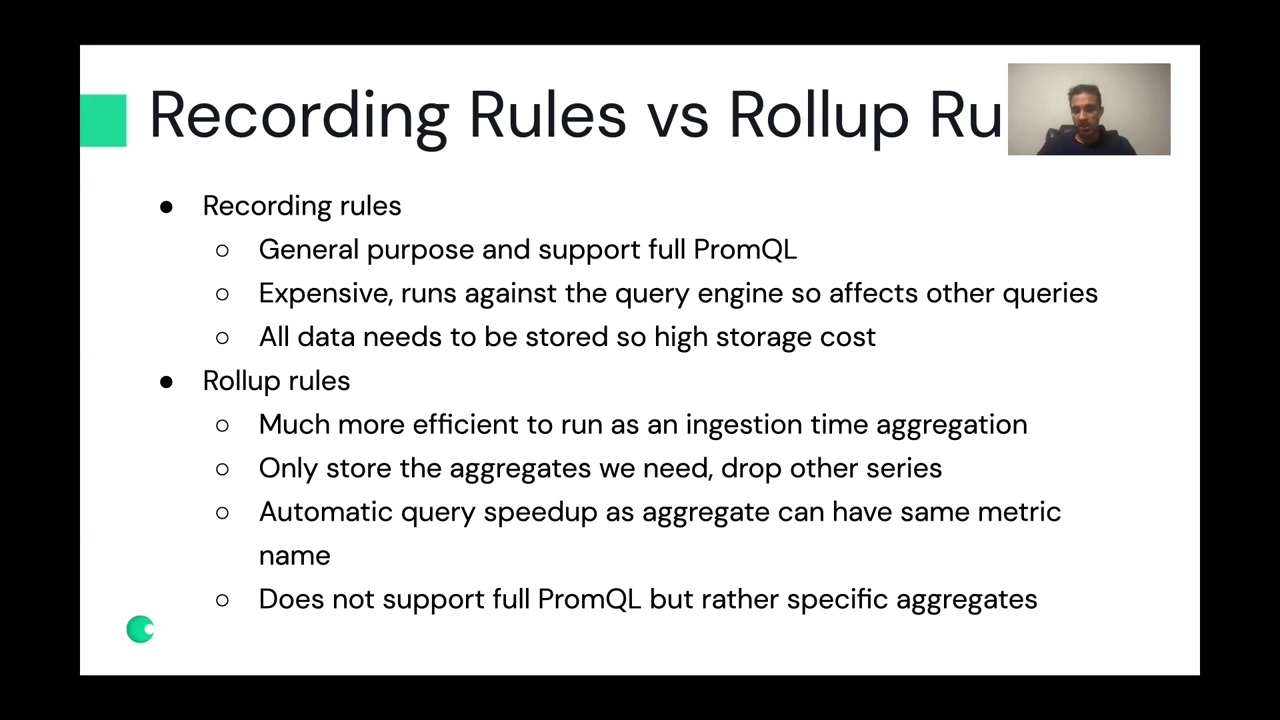 Recording Rules vs Rollup Ru
● Recording rules
○ General purpose and support full PromQL
○ Expensive, runs against the query engine so affects other queries
○ All data needs to be stored so high storage cost
● Rollup rules
○ Much more efficient to run as an ingestion time aggregation
○ Only store the aggregates we need, drop other series
○ Automatic query speedup as aggregate can have same metric
name
○ Does not support full PromQL but rather specific aggregates